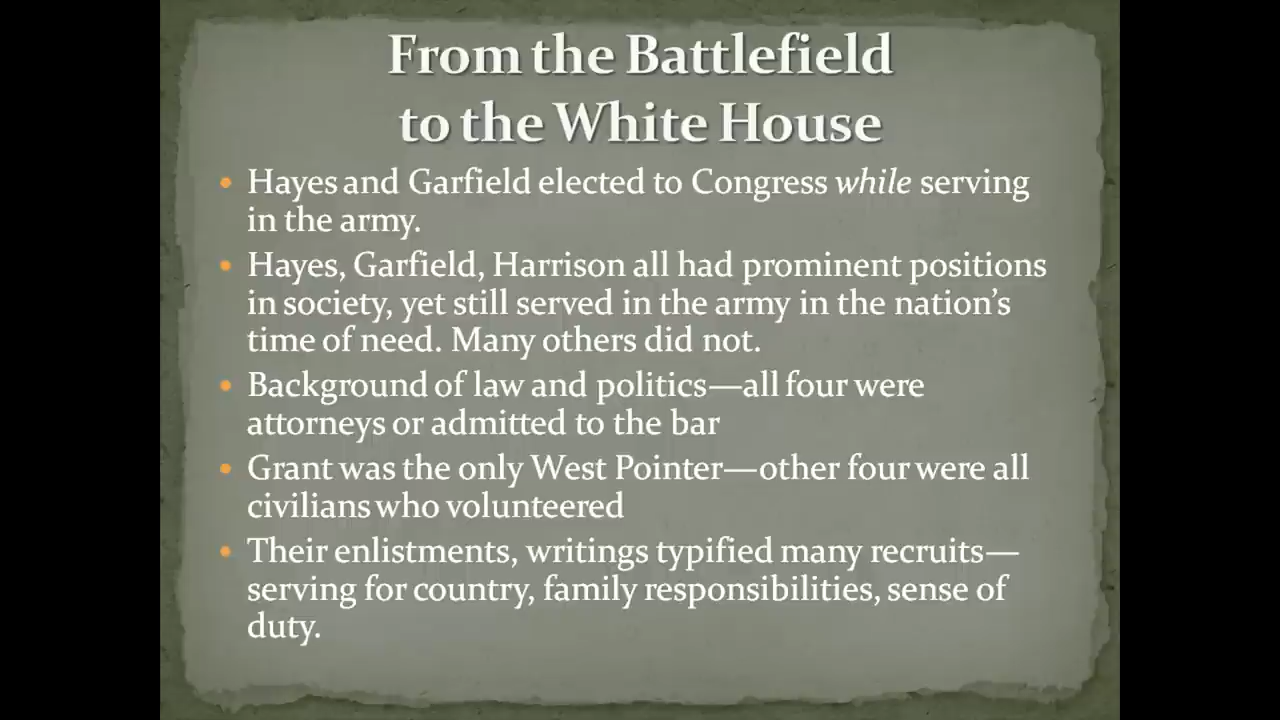 From the Battlefield
to the White House
• Hayes and Garfield elected to Congress while serving
in the army.
• Hayes, Garfield, Harrison all had prominent positions
in society, yet still served in the army in the nation's
time of need. Many others did not.
• Background of law and politics—all four were
attorneys or admitted to the bar
• Grant was the only West Pointer—other four were all
civilians who volunteered
• Their enlistments, writings typified many recruits—
serving for country, family responsibilities, sense of
duty.